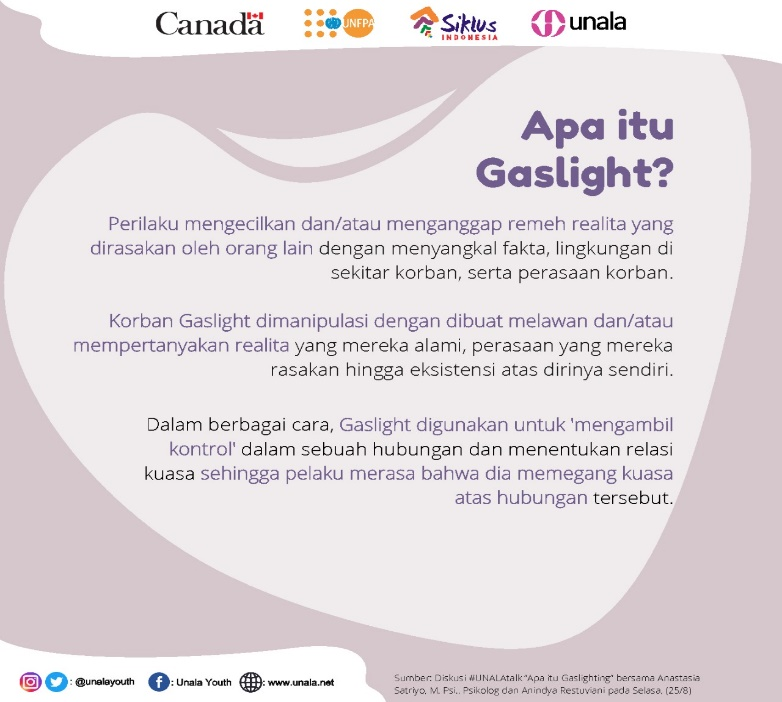 Canada
UNFPA
Siklus
INDONESIA
unala
Apa itu
Gaslight?
Perilaku mengecilkan dan/atau menganggap remeh realita yang
dirasakan oleh orang lain dengan menyangkal fakta, lingkungan di
sekitar korban, serta perasaan korban.
Korban Gaslight dimanipulasi dengan dibuat melawan dan/atau
mempertanyakan realita yang mereka alami, perasaan yang mereka
rasakan hingga eksistensi atas dirinya sendiri.
Dalam berbagai cara, Gaslight digunakan untuk 'mengambil
kontrol' dalam sebuah hubungan dan menentukan relasi
kuasa sehingga pelaku merasa bahwa dia memegang kuasa
atas hubungan tersebut.
: @unalayouth : Unala Youth : www.unala.net
Sumber: Diskusi #UNALAtalk "Apa itu Gaslighting" bersama Anastasia
Satriyo, M. Psi., Psikolog dan Anindya Restuviani pada Selasa, (25/8)